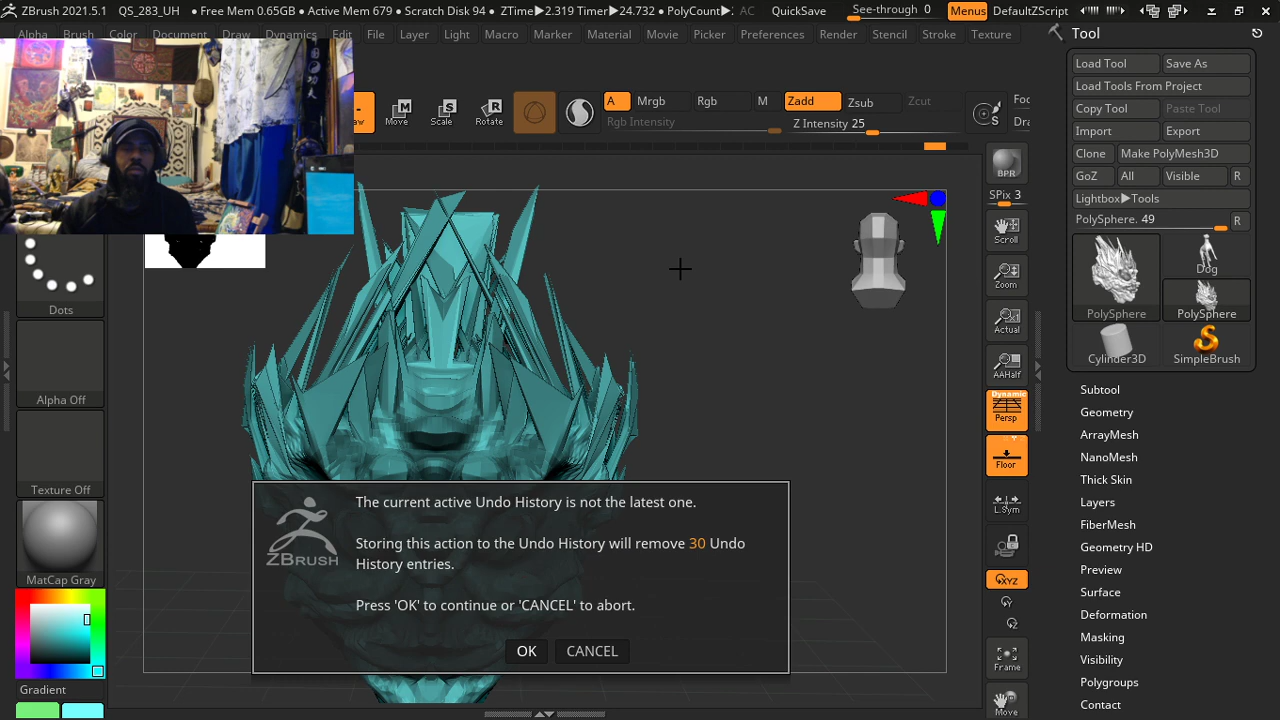 ZBrush 2021.5.1 QS_283_UH ● Free Mem 0.65GB ● Active Mem 679 ● Scratch Disk 94 ● ZTime▶2.319 Timer▶24.732 ● PolyCount▶: AC QuickSave See-through 0 Menus DefaultZScript
Alpha Brush Color Document Draw Dynamics Edit File Layer Light Macro Marker Material Movie Picker Preferences Render Stencil Stroke Texture
Tool
Load Tool Save As
Load Tools From Project
Copy Tool Paste Tool
Import Export
Clone Make PolyMesh3D
GoZ All Visible R
Lightbox▶Tools
PolySphere. 49 R
PolySphere
Dog
PolySphere
Cylinder3D
SimpleBrush
Subtool
Geometry
ArrayMesh
NanoMesh
Thick Skin
Layers
FiberMesh
Geometry HD
Preview
Surface
Deformation
Masking
Visibility
Polygroups
Contact
Move Scale Rotate
A Mrgb Rgb M Zadd Zsub Zcut
Rgb Intensity
Z Intensity 25
S
Foc
Dra
BPR
SPix 3
Scroll
Zoom
Actual
AAHalf
Dynamic
Persp
Floor
L.Sym
XYZ
Frame
Move
Dots
Alpha Off
Texture Off
MatCap Gray
Gradient
ZBRUSH
The current active Undo History is not the latest one.
Storing this action to the Undo History will remove 30 Undo
History entries.
Press 'OK' to continue or 'CANCEL' to abort.
OK CANCEL